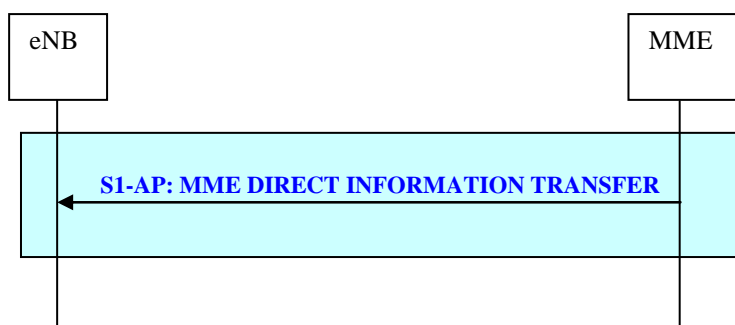 eNB
MME
S1-AP: MME DIRECT INFORMATION TRANSFER